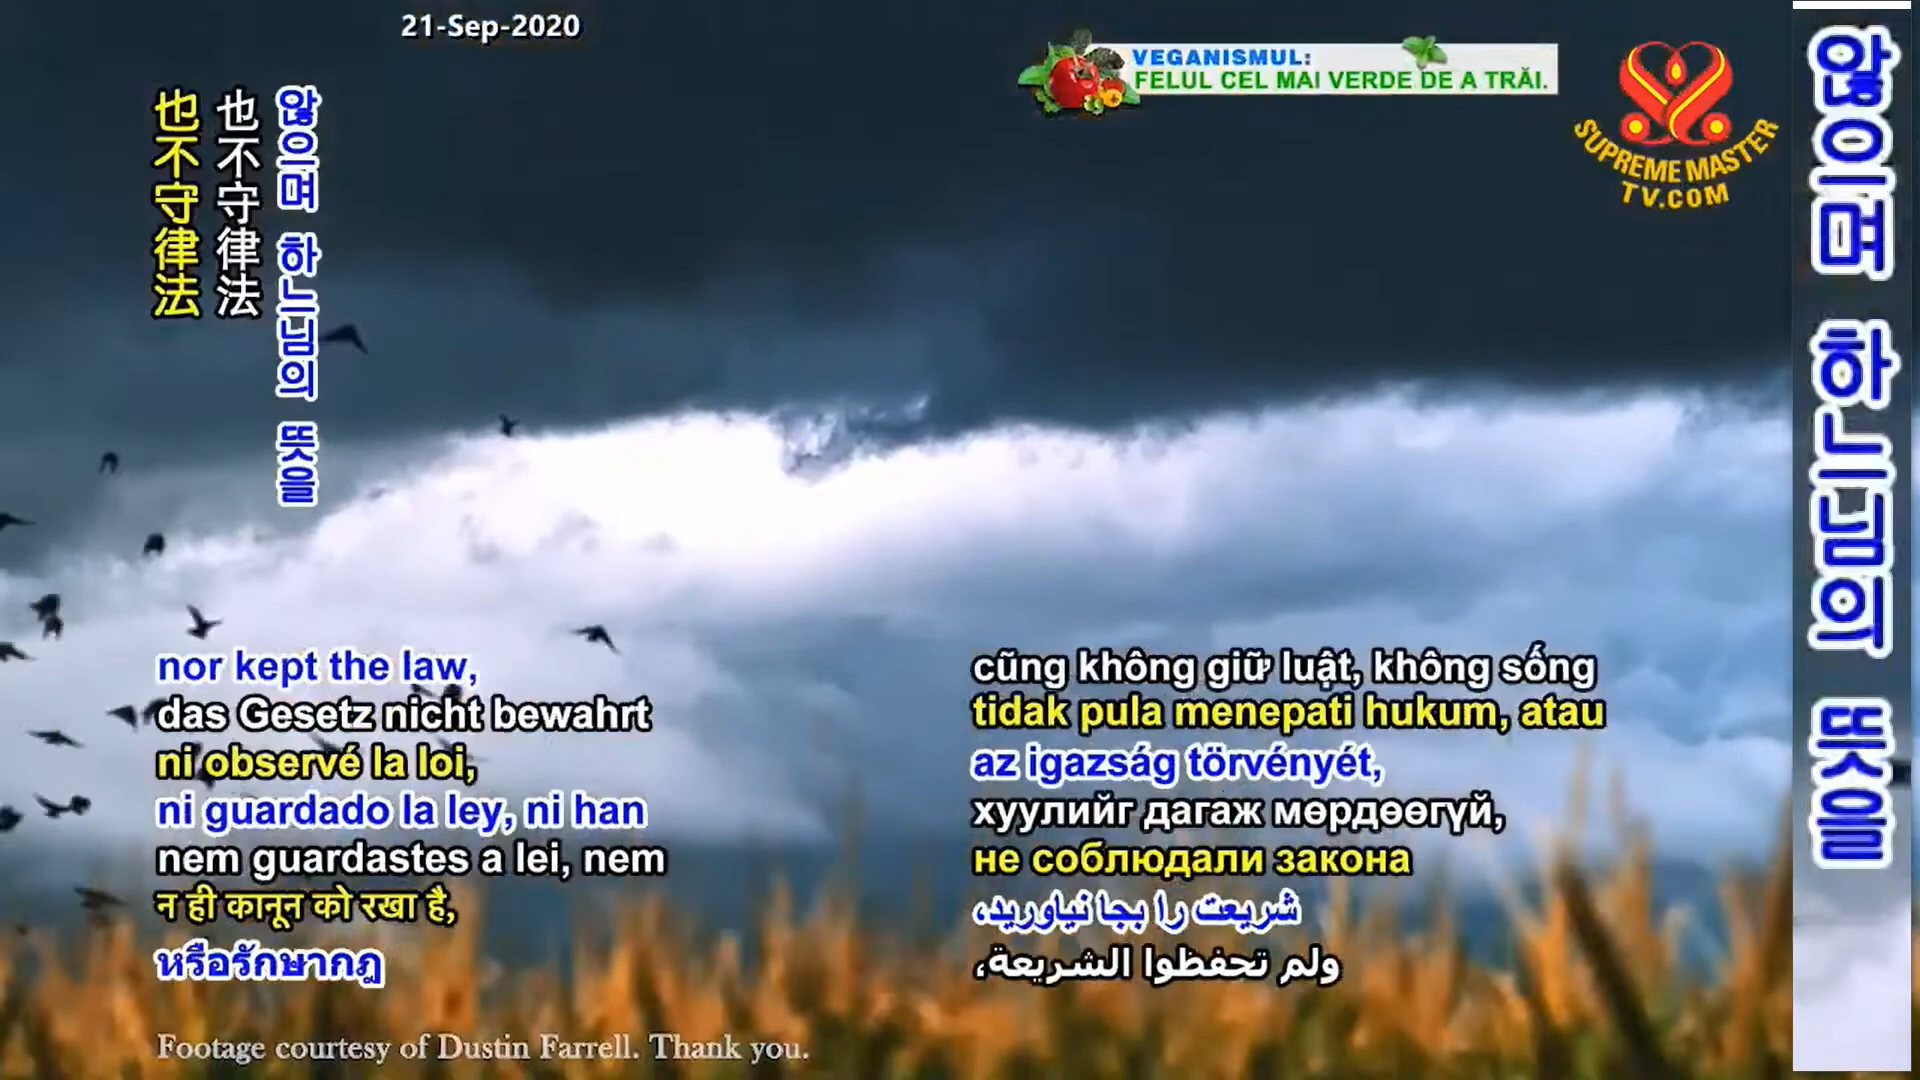 21-Sep-2020
VEGANISMUL:
FELUL CEL MAI VERDE DE A TRĂI.
SUPREME MASTER
TV.COM
也不守律法
也不守律法
않으며 하느님의 뜻을
않으며 하느님의 뜻을
nor kept the law,
das Gesetz nicht bewahrt
ni observé la loi,
ni guardado la ley, ni han
nem guardastes a lei, nem
न ही कानून को रखा है,
หรือรักษากฎ
cũng không giữ luật, không sống
tidak pula menepati hukum, atau
az igazság törvényét,
хуулийг дагаж мөрдөөгүй,
не соблюдали закона
شریعت را بجا نیاورید،
ولم تحفظوا الشريعة،
Footage courtesy of Dustin Farrell. Thank you.